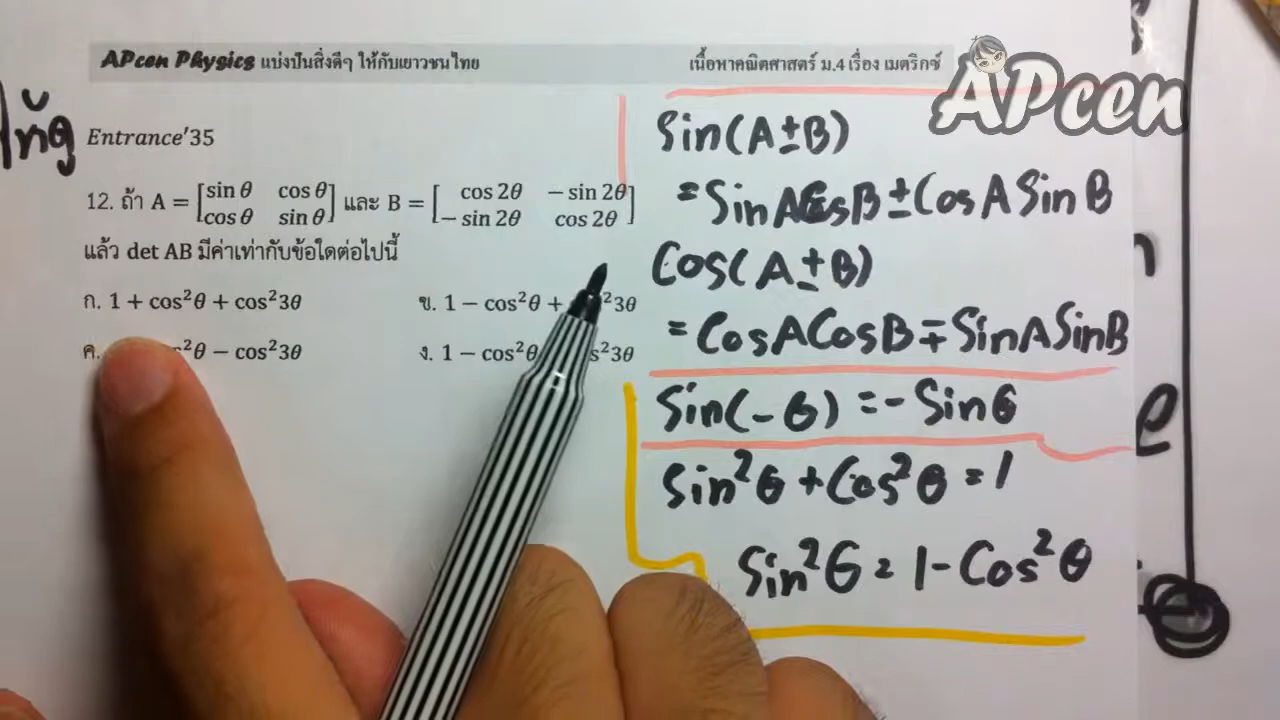 APcen Physics แบ่งปันสิ่งดีๆ ให้กับเยาวชนไทย
เนื้อหาคณิตศาสตร์ ม.4 เรื่อง เมตริกซ์
APcen
Entrance'35
12. ถ้า A = [sin θ cos θ cos θ sin θ] และ B = [cos 2θ − sin 2θ − sin 2θ cos 2θ]
แล้ว det AB มีค่าเท่ากับข้อใดต่อไปนี้
ก. 1 + cos²θ + cos²3θ
ข. 1 − cos²θ + ²3θ
ค. ²θ − cos²3θ
ง. 1 − cos²θ s²3θ
Sin(A±B)
= SinACosB ± CosASinB
Cos(A±B)
= CosACosB ∓ SinASinB
Sin(-θ) = - Sinθ
Sin²θ + Cos²θ = 1
Sin²θ = 1 - Cos²θ